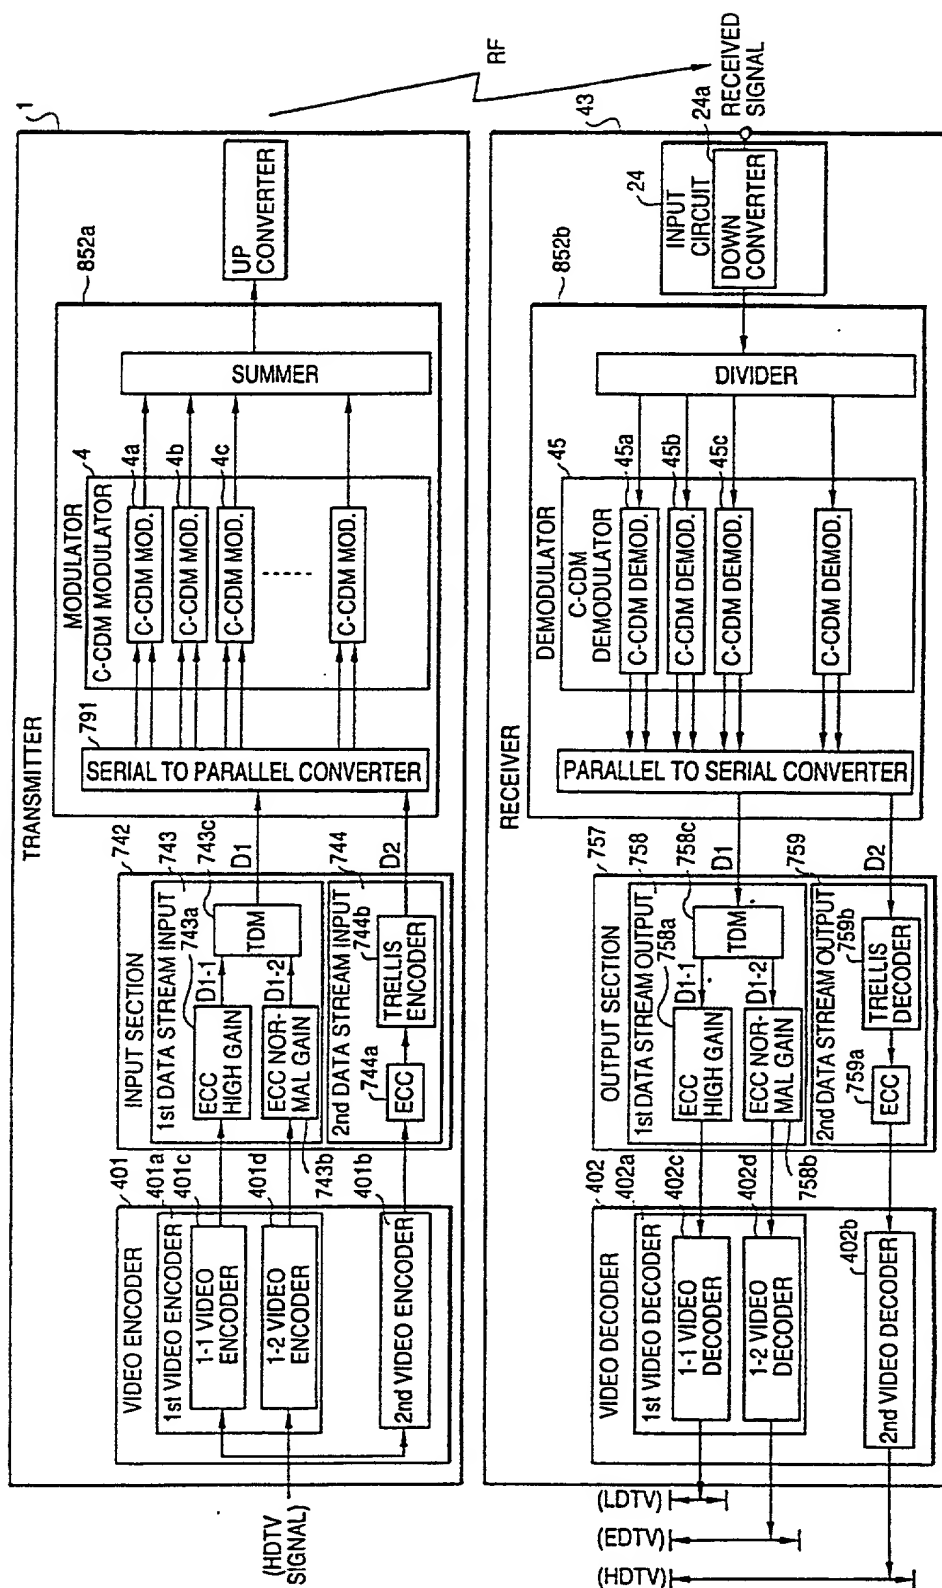 TRANSMITTER
1
(HDTV
SIGNAL)
VIDEO ENCODER
401
1st VIDEO ENCODER
401a
1-1 VIDEO
ENCODER
401c
1-2 VIDEO
ENCODER
401d
2nd VIDEO ENCODER
401b
INPUT SECTION
742
1st DATA STREAM INPUT
743
ECC
HIGH GAIN
743a
ECC NOR-
MAL GAIN
743b
D1-1
D1-2
TDM
743c
2nd DATA STREAM INPUT
744
ECC
744a
TRELLIS
ENCODER
744b
D1
D2
MODULATOR
852a
SERIAL TO PARALLEL CONVERTER
791
C-CDM MODULATOR
4
C-CDM MOD.
4a
C-CDM MOD.
4b
C-CDM MOD.
4c
C-CDM MOD.
SUMMER
UP
CONVERTER
RF
RECEIVER
43
RECEIVED
SIGNAL
INPUT
CIRCUIT
24
DOWN
CONVERTER
24a
DEMODULATOR
852b
DIVIDER
C-CDM
DEMODULATOR
45
C-CDM DEMOD.
45a
C-CDM DEMOD.
45b
C-CDM DEMOD.
45c
C-CDM DEMOD.
PARALLEL TO SERIAL CONVERTER
D1
D2
OUTPUT SECTION
757
1st DATA STREAM OUTPUT
758
TDM
758c
D1-1
D1-2
ECC
HIGH GAIN
758a
ECC NOR-
MAL GAIN
758b
2nd DATA STREAM OUTPUT
759
TRELLIS
DECODER
759b
ECC
759a
VIDEO DECODER
402
1st VIDEO DECODER
402a
1-1 VIDEO
DECODER
402c
1-2 VIDEO
DECODER
402d
2nd VIDEO DECODER
402b
(LDTV)
(EDTV)
(HDTV)